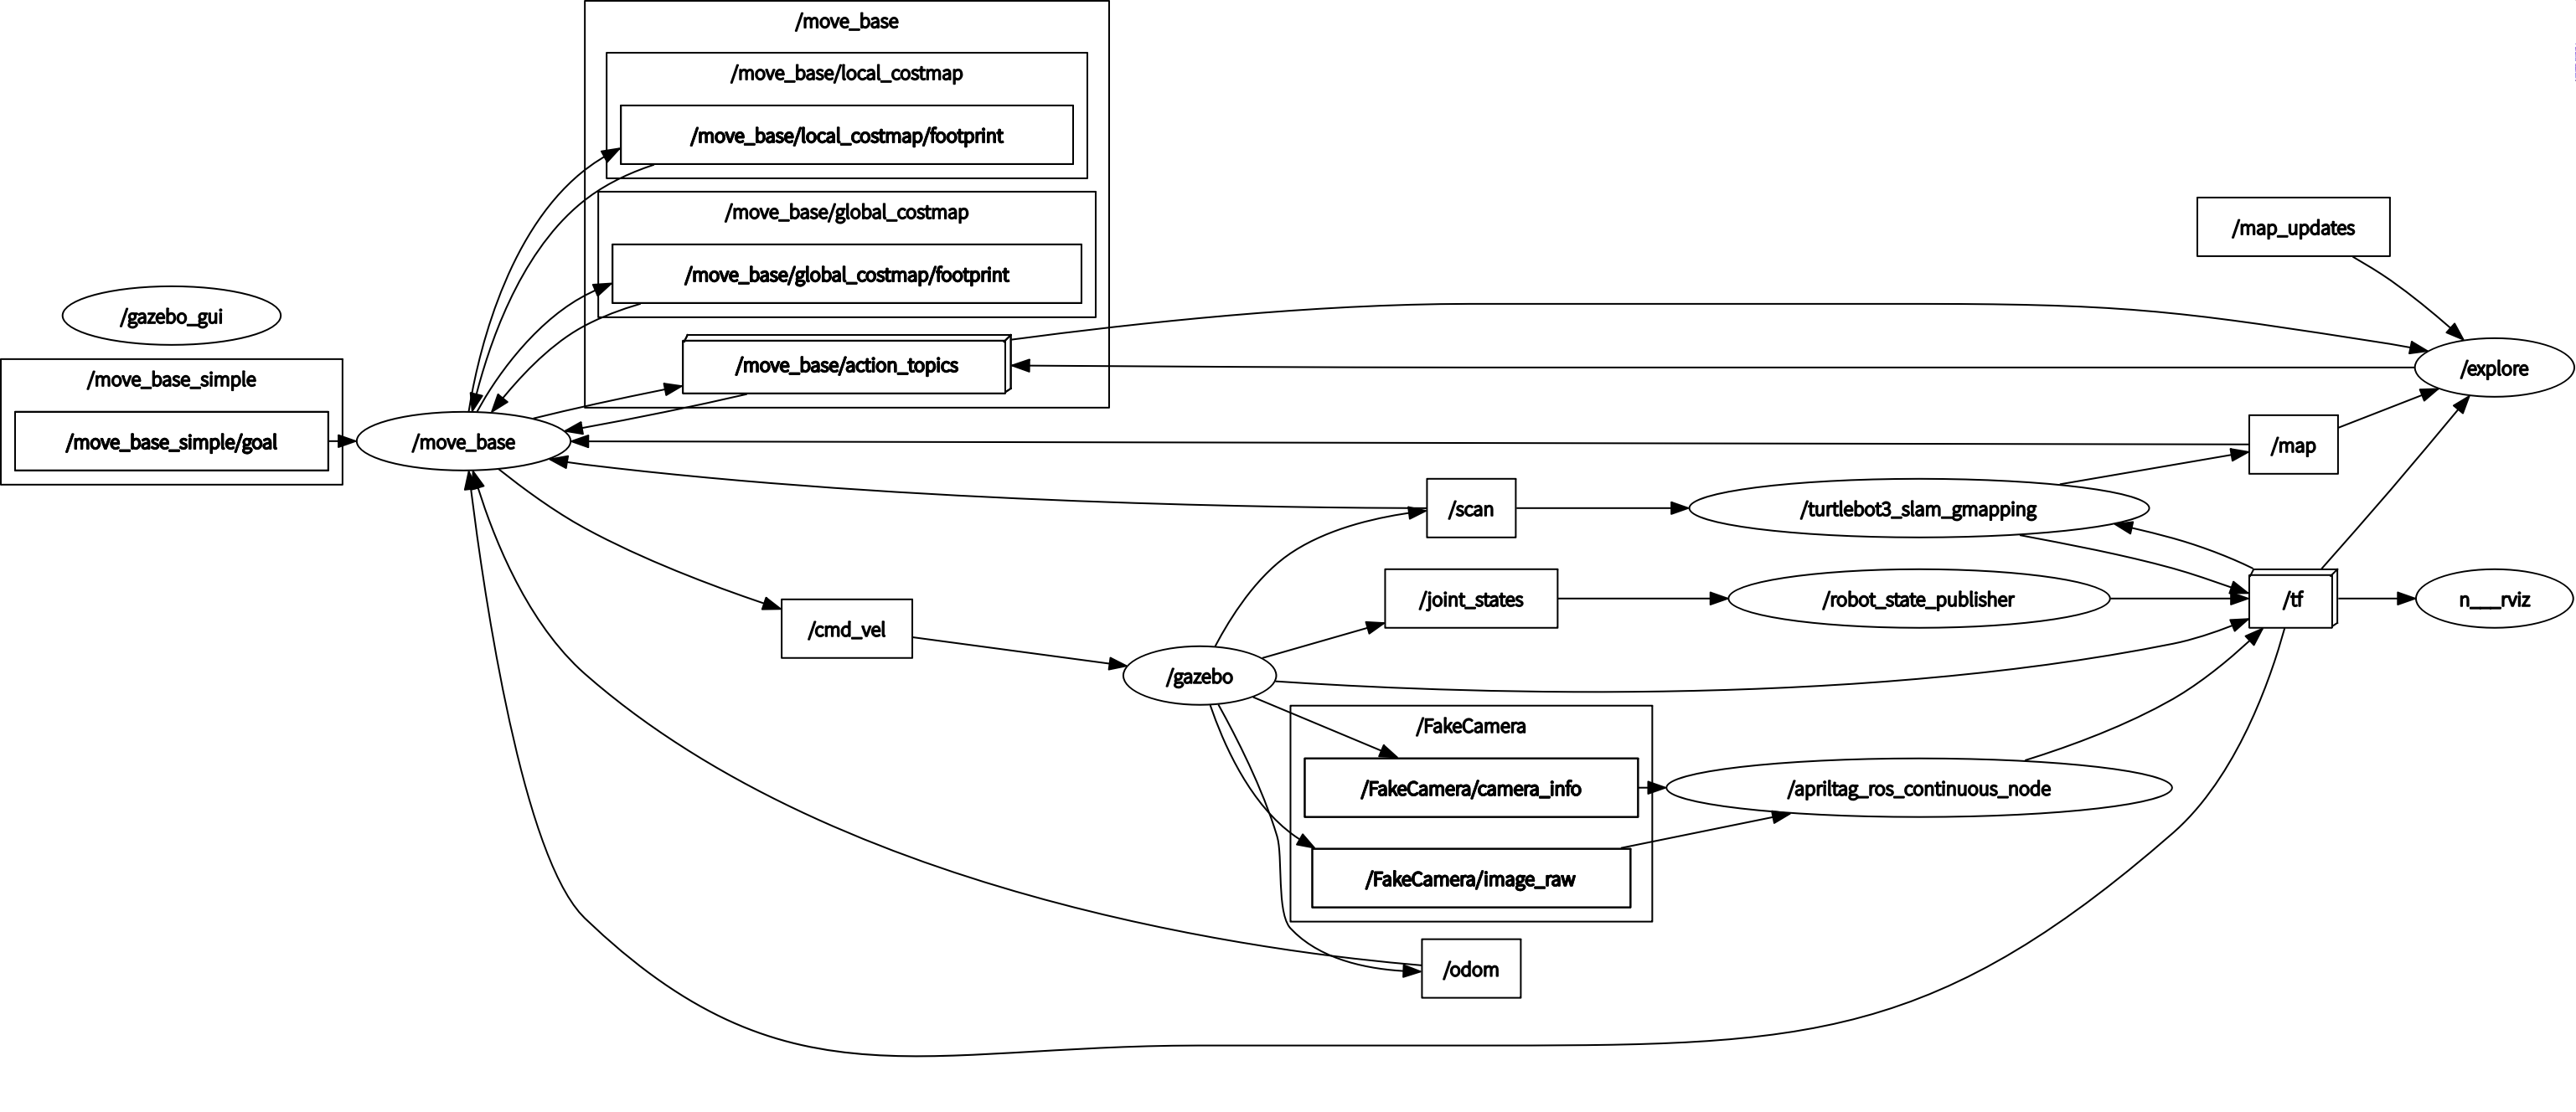 /move_base
/move_base/local_costmap
/move_base/local_costmap/footprint
/move_base/global_costmap
/move_base/global_costmap/footprint
/move_base/action_topics
/gazebo_gui
/move_base_simple
/move_base_simple/goal
/move_base
/cmd_vel
/gazebo
/scan
/joint_states
/FakeCamera
/FakeCamera/camera_info
/FakeCamera/image_raw
/odom
/turtlebot3_slam_gmapping
/robot_state_publisher
/apriltag_ros_continuous_node
/map_updates
/map
/tf
/explore
n___rviz